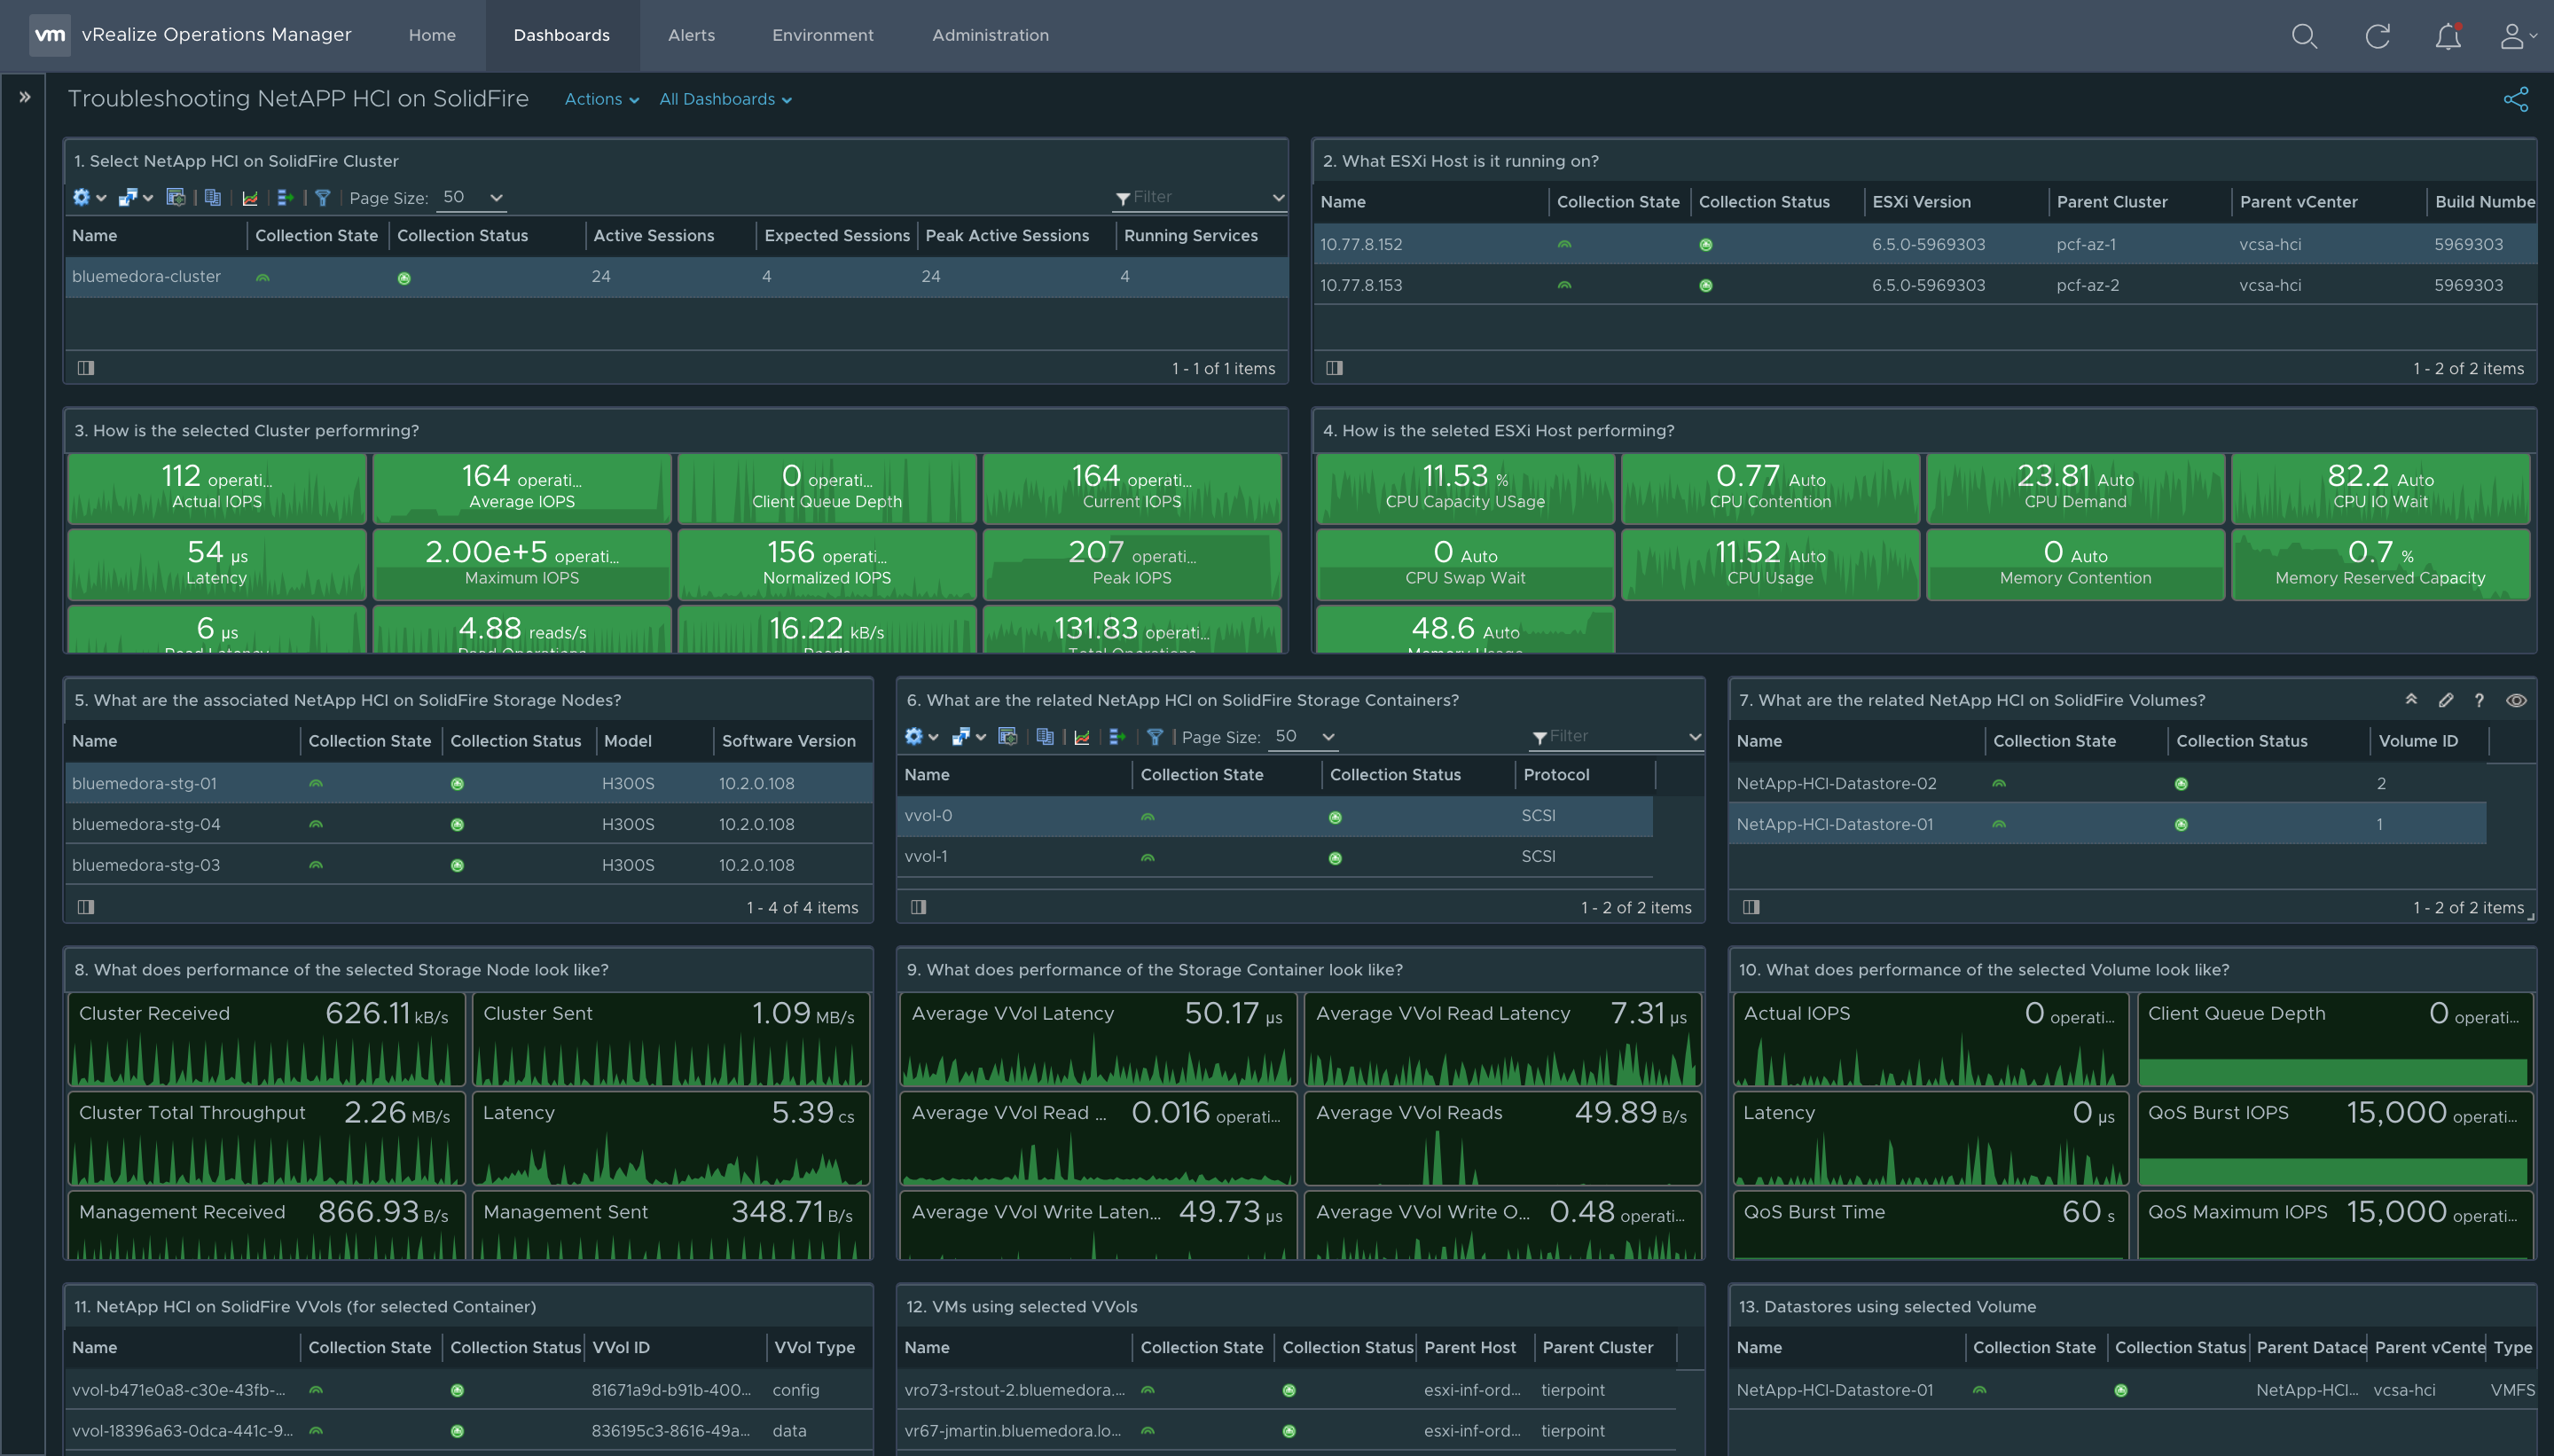 vm vRealize Operations Manager Home Dashboards Alerts Environment Administration
Troubleshooting NetAPP HCI on SolidFire Actions All Dashboards
1. Select NetApp HCI on SolidFire Cluster
Page Size: 50 Filter
Name Collection State Collection Status Active Sessions Expected Sessions Peak Active Sessions Running Services
bluemedora-cluster 24 4 24 4
1 - 1 of 1 items
2. What ESXi Host is it running on?
Name Collection State Collection Status ESXi Version Parent Cluster Parent vCenter Build Numbe
10.77.8.152 6.5.0-5969303 pcf-az-1 vcsa-hci 5969303
10.77.8.153 6.5.0-5969303 pcf-az-2 vcsa-hci 5969303
1 - 2 of 2 items
3. How is the selected Cluster performring?
112 operati... 164 operati... 0 operati... 164 operati...
Actual IOPS Average IOPS Client Queue Depth Current IOPS
54 µs 2.00e+5 operati... 156 operati... 207 operati...
Latency Maximum IOPS Normalized IOPS Peak IOPS
6 µs 4.88 reads/s 16.22 kB/s 131.83 operati...
Read Latency Read Operations Reads Total Operations
4. How is the seleted ESXi Host performing?
11.53 % 0.77 Auto 23.81 Auto 82.2 Auto
CPU Capacity USage CPU Contention CPU Demand CPU IO Wait
0 Auto 11.52 Auto 0 Auto 0.7 %
CPU Swap Wait CPU Usage Memory Contention Memory Reserved Capacity
48.6 Auto
Memory Usage
5. What are the associated NetApp HCI on SolidFire Storage Nodes?
Name Collection State Collection Status Model Software Version
bluemedora-stg-01 H300S 10.2.0.108
bluemedora-stg-04 H300S 10.2.0.108
bluemedora-stg-03 H300S 10.2.0.108
1 - 4 of 4 items
6. What are the related NetApp HCI on SolidFire Storage Containers?
Page Size: 50 Filter
Name Collection State Collection Status Protocol
vvol-0 SCSI
vvol-1 SCSI
1 - 2 of 2 items
7. What are the related NetApp HCI on SolidFire Volumes? ?
Name Collection State Collection Status Volume ID
NetApp-HCI-Datastore-02 2
NetApp-HCI-Datastore-01 1
1 - 2 of 2 items
8. What does performance of the selected Storage Node look like?
Cluster Received 626.11 kB/s Cluster Sent 1.09 MB/s
Cluster Total Throughput 2.26 MB/s Latency 5.39 cs
Management Received 866.93 B/s Management Sent 348.71 B/s
9. What does performance of the Storage Container look like?
Average VVol Latency 50.17 µs Average VVol Read Latency 7.31 µs
Average VVol Read ... 0.016 operati... Average VVol Reads 49.89 B/s
Average VVol Write Laten... 49.73 µs Average VVol Write O... 0.48 operati...
10. What does performance of the selected Volume look like?
Actual IOPS 0 operati... Client Queue Depth 0 operati...
Latency 0 µs QoS Burst IOPS 15,000 operati...
QoS Burst Time 60 s QoS Maximum IOPS 15,000 operati...
11. NetApp HCI on SolidFire VVols (for selected Container)
Name Collection State Collection Status VVol ID VVol Type
vvol-b471e0a8-c30e-43fb-... 81671a9d-b91b-400... config
vvol-18396a63-0dca-441c-9... 836195c3-8616-49a... data
12. VMs using selected VVols
Name Collection State Collection Status Parent Host Parent Cluster
vro73-rstout-2.bluemedora.... esxi-inf-ord... tierpoint
vr67-jmartin.bluemedora.lo... esxi-inf-ord... tierpoint
13. Datastores using selected Volume
Name Collection State Collection Status Parent Datace Parent vCente Type
NetApp-HCI-Datastore-01 NetApp-HCI... vcsa-hci VMFS